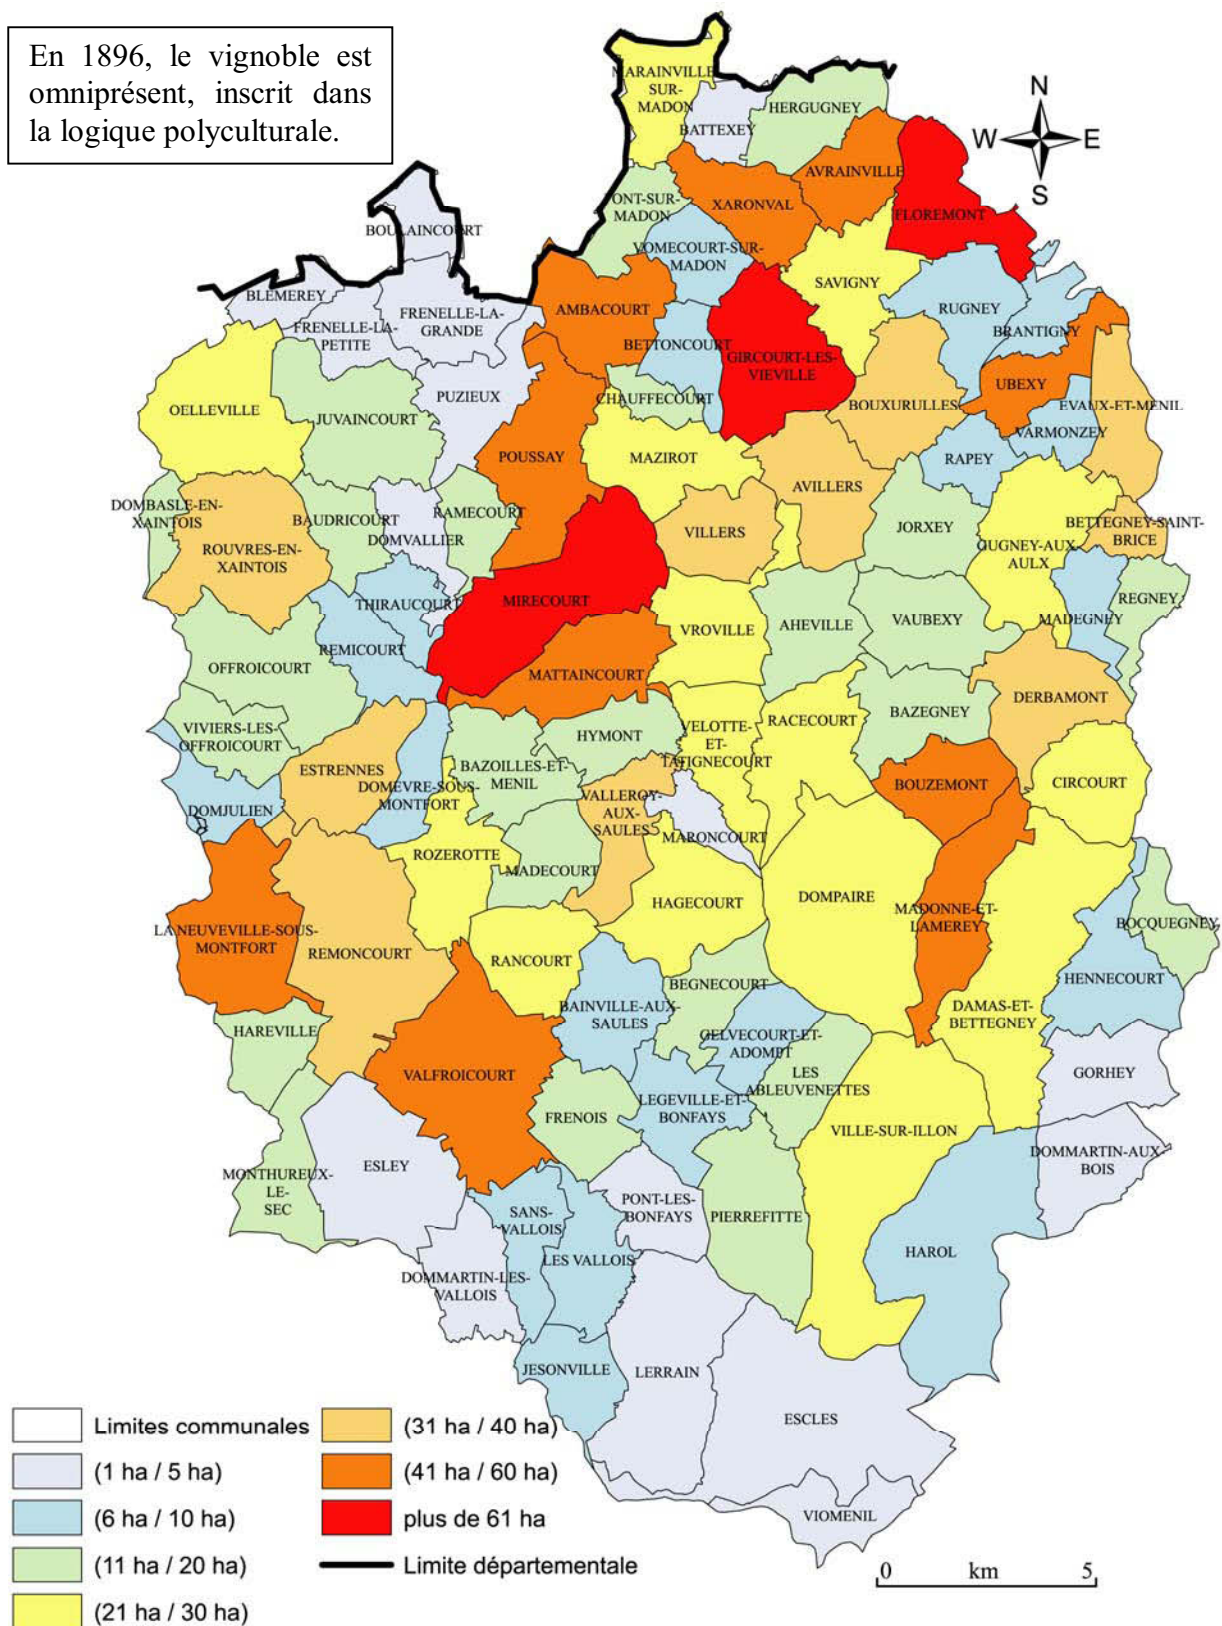 En 1896, le vignoble est
omniprésent, inscrit dans
la logique polyculturale.
N
W
E
S
MARAINVILLE-
SUR-
MADON
BATTEXEY
HERGUGNEY
AVRAINVILLE
XARONVAL
FLOREMONT
PONT-SUR-
MADON
BOULAINCOURT
VOMECOURT-SUR-
MADON
SAVIGNY
BLEMEREY
FRENELLE-LA-
GRANDE
FRENELLE-LA-
PETITE
AMBACOURT
RUGNEY
BRANTIGNY
BETTONCOURT
GIRCOURT-LES-
VIEVILLE
UBEXY
PUZIEUX
CHAUFFECOURT
BOUXURULLES
EVAUX-ET-MENIL
OELLEVILLE
JUVAINCOURT
VARMONZEY
POUSSAY
MAZIROT
RAPEY
AVILLERS
DOMBASLE-EN-
XAINTOIS
BAUDRICOURT
RAMECOURT
DOMVALLIER
VILLERS
JORXEY
BETTEGNEY-SAINT-
BRICE
ROUVRES-EN-
XAINTOIS
GUGNEY-AUX-
AULX
THIRAUCOURT
MIRECOURT
REGNEY
VROVILLE
AHEVILLE
VAUBEXY
MADEGNEY
REMICOURT
OFFROICOURT
MATTAINCOURT
DERBAMONT
VIVIERS-LES-
OFFROICOURT
HYMONT
VELOTTE-
ET-
TATIGNECOURT
RACECOURT
BAZEGNEY
ESTRENNES
BAZOILLES-ET-
MENIL
DOMEVRE-SOUS-
MONTFORT
VALLEROY-
AUX-
SAULES
BOUZEMONT
CIRCOURT
DOMJULIEN
MARONCOURT
ROZEROTTE
MADECOURT
DOMPAIRE
HAGECOURT
MADONNE-ET-
LAMEREY
LA NEUVEVILLE-SOUS-
MONTFORT
REMONCOURT
BOCQUEGNEY
RANCOURT
HENNECOURT
BEGNECOURT
BAINVILLE-AUX-
SAULES
DAMAS-ET-
BETTEGNEY
HAREVILLE
GELVECOURT-ET-
ADOMPT
VALFROICOURT
LES
ABLEUVENETTES
GORHEY
LEGEVILLE-ET-
BONFAYS
FRENOIS
VILLE-SUR-ILLON
DOMMARTIN-AUX-
BOIS
ESLEY
MONTHUREUX-
LE-
SEC
PONT-LES-
BONFAYS
PIERREFITTE
SANS-
VALLOIS
HAROL
LES VALLOIS
DOMMARTIN-LES-
VALLOIS
JESONVILLE
LERRAIN
ESCLES
VIOMENIL
Limites communales
(1 ha / 5 ha)
(6 ha / 10 ha)
(11 ha / 20 ha)
(21 ha / 30 ha)
(31 ha / 40 ha)
(41 ha / 60 ha)
plus de 61 ha
Limite départementale
0 km 5